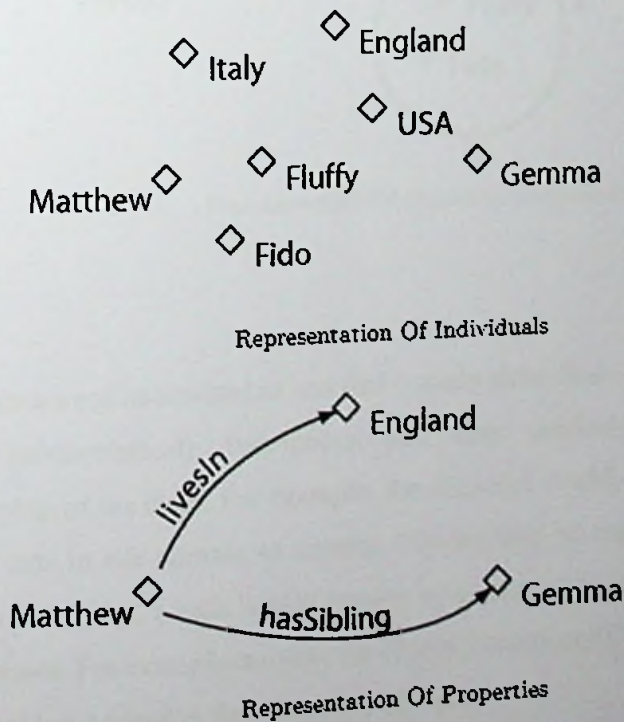 England
Italy
USA
Fluffy
Gemma
Matthew
Fido
Representation Of Individuals
England
livesIn
Gemma
Matthew
hasSibling
Representation Of Properties